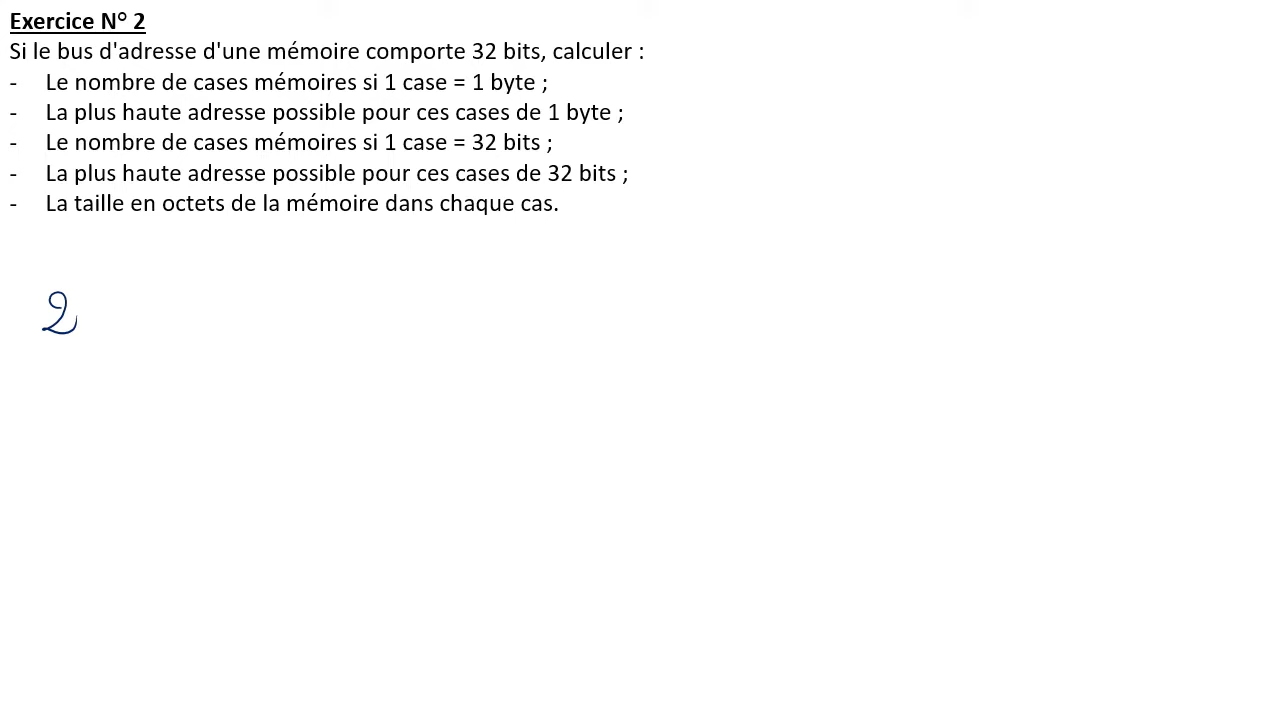 Exercice N° 2
Si le bus d'adresse d'une mémoire comporte 32 bits, calculer :
- Le nombre de cases mémoires si 1 case = 1 byte ;
- La plus haute adresse possible pour ces cases de 1 byte ;
- Le nombre de cases mémoires si 1 case = 32 bits ;
- La plus haute adresse possible pour ces cases de 32 bits ;
- La taille en octets de la mémoire dans chaque cas.
2